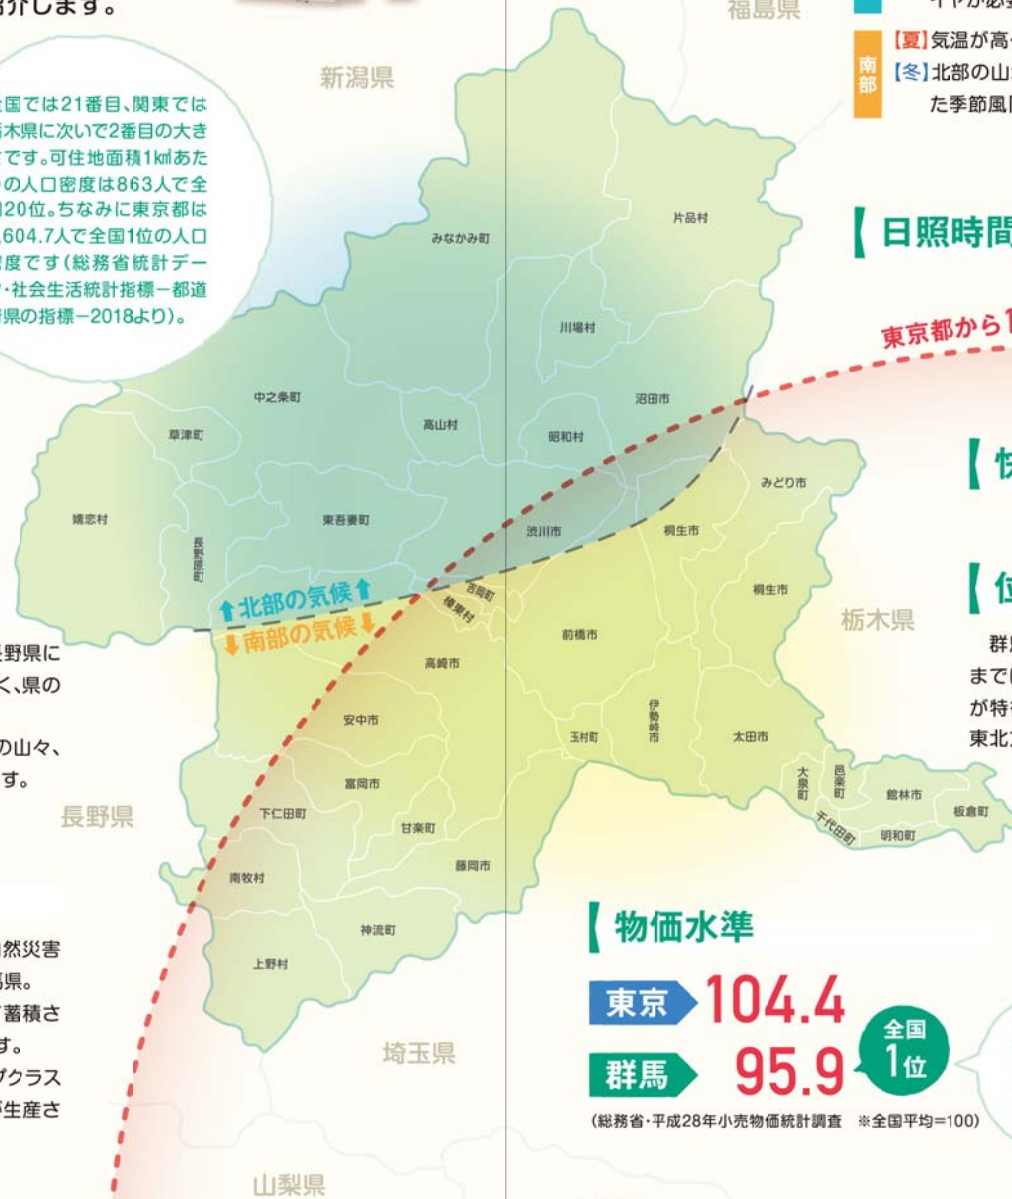 介します。
国では21番目、関東では
木県に次いで2番目の大き
です。可住地面積1k㎡あた
の人口密度は863人で全
20位。ちなみに東京都は
,604.7人で全国1位の人口
度です(総務省統計デー
・社会生活統計指標－都道
県の指標－2018より)。
福島県
新潟県
南部
【夏】気温が高
【冬】北部の山
た季節風
【 日照時間
東京都から1
片品村
みなかみ町
川場村
中之条町
沼田市
高山村
昭和村
草津町
みどり市
嬬恋村
東吾妻町
長野原町
渋川市
桐生市
桐生市
北部の気候
南部の気候
吉岡町
榛東村
前橋市
高崎市
栃木県
安中市
玉村町
伊勢崎市
太田市
富岡市
大泉町
邑楽町
館林市
板倉町
下仁田町
甘楽町
千代田町
明和町
南牧村
藤岡市
神流町
上野村
長野県
埼玉県
山梨県
野県に
く、県の
の山々、
す。
然災害
県。
蓄積さ
す。
クラス
生産さ
【
【 位
まで
が特
東北
【 物価水準
東京 104.4
群馬 95.9
全国
1位
(総務省・平成28年小売物価統計調査 ※全国平均=100)